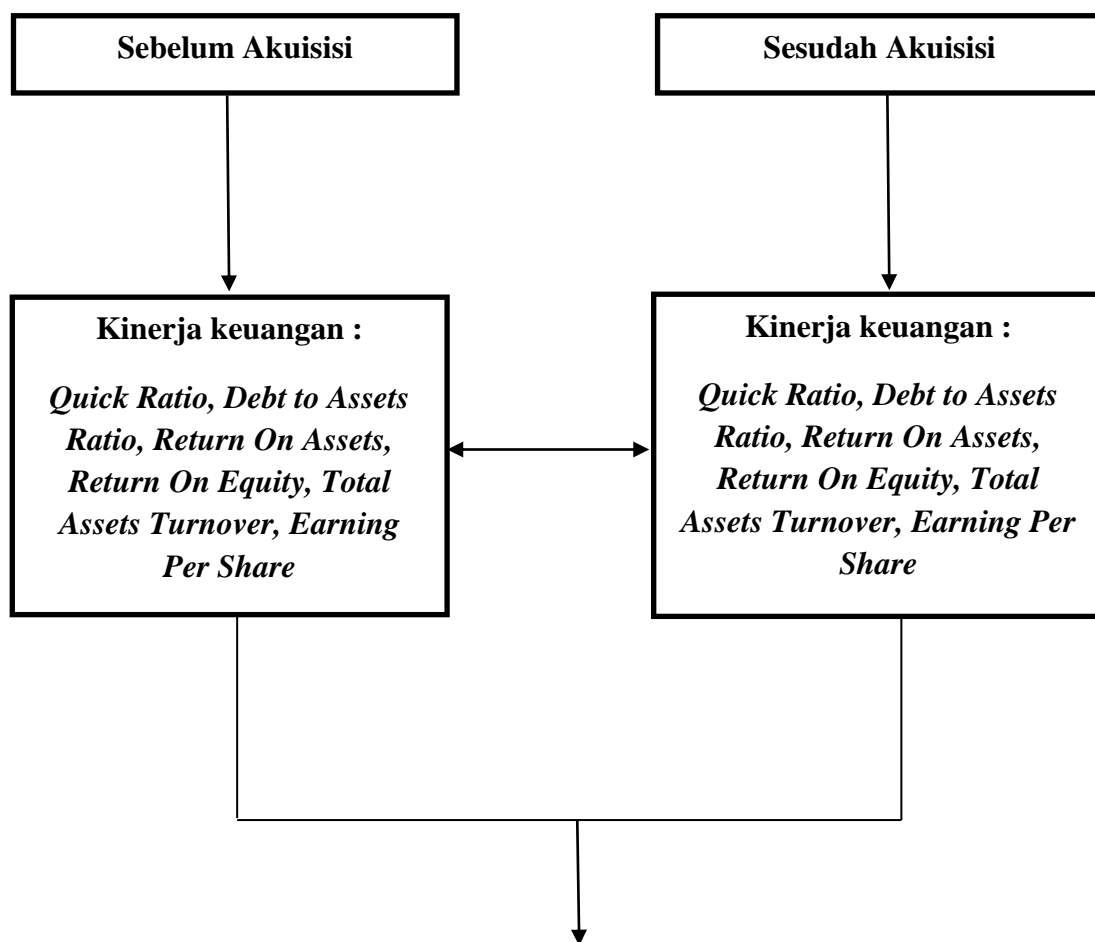 Sebelum Akuisisi
Sesudah Akuisisi
Kinerja keuangan :
Quick Ratio, Debt to Assets
Ratio, Return On Assets,
Return On Equity, Total
Assets Turnover, Earning
Per Share
Kinerja keuangan :
Quick Ratio, Debt to Assets
Ratio, Return On Assets,
Return On Equity, Total
Assets Turnover, Earning Per
Share